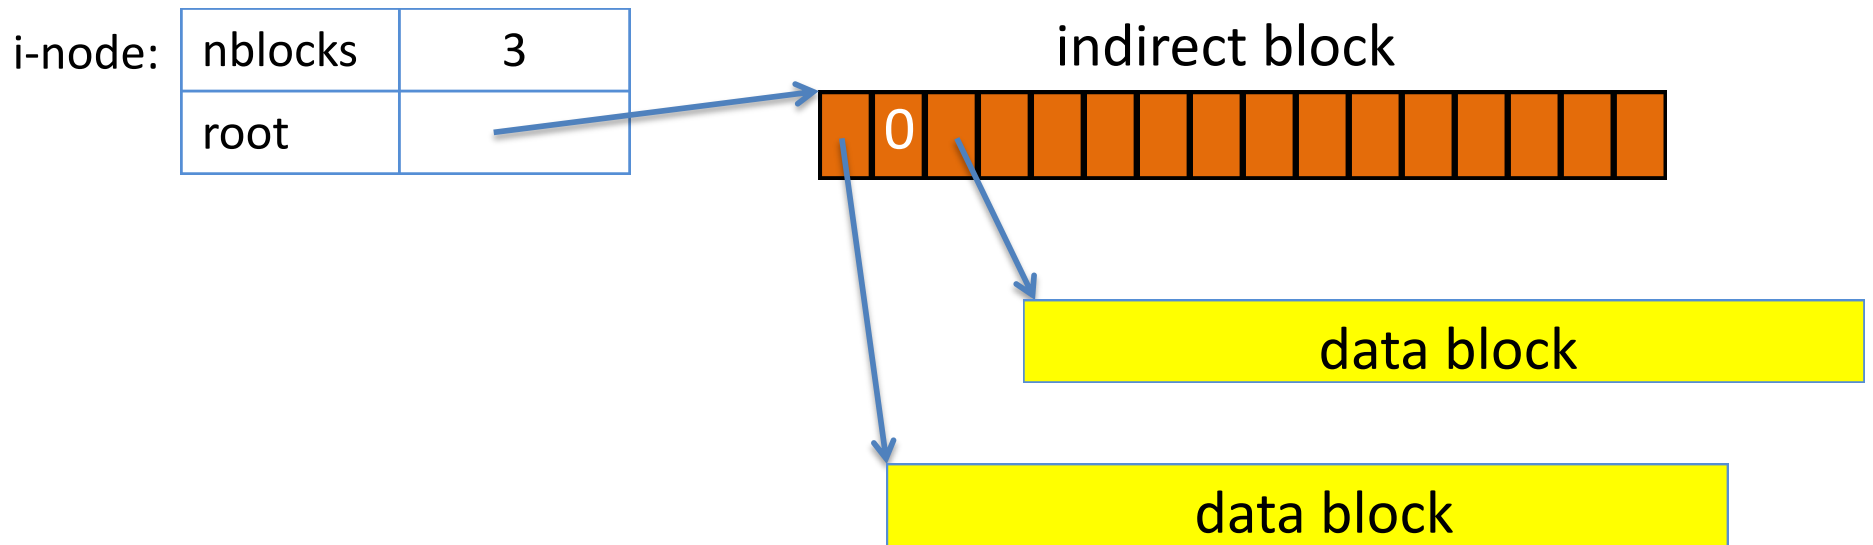 i-node:
nblocks 3
root
indirect block
0
data block
data block